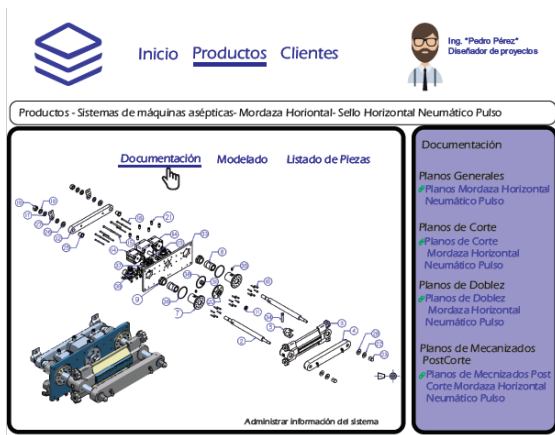 Inicio Productos Clientes
Ing. "Pedro Pérez"
Diseñador de proyectos
Productos - Sistemas de máquinas asépticas- Mordaza Horiontal- Sello Horizontal Neumático Pulso
Documentación Modelado Listado de Piezas
Administrar información del sistema
Documentación
Planos Generales
Planos Mordaza Horizontal
Neumático Pulso
Planos de Corte
Planos de Corte
Mordaza Horizontal
Neumático Pulso
Planos de Doblez
Planos de Doblez
Mordaza Horizontal
Neumático Pulso
Planos de Mecanizados
PostCorte
Planos de Mecnizados Post
Corte Mordaza Horizontal
Neumático Pulso